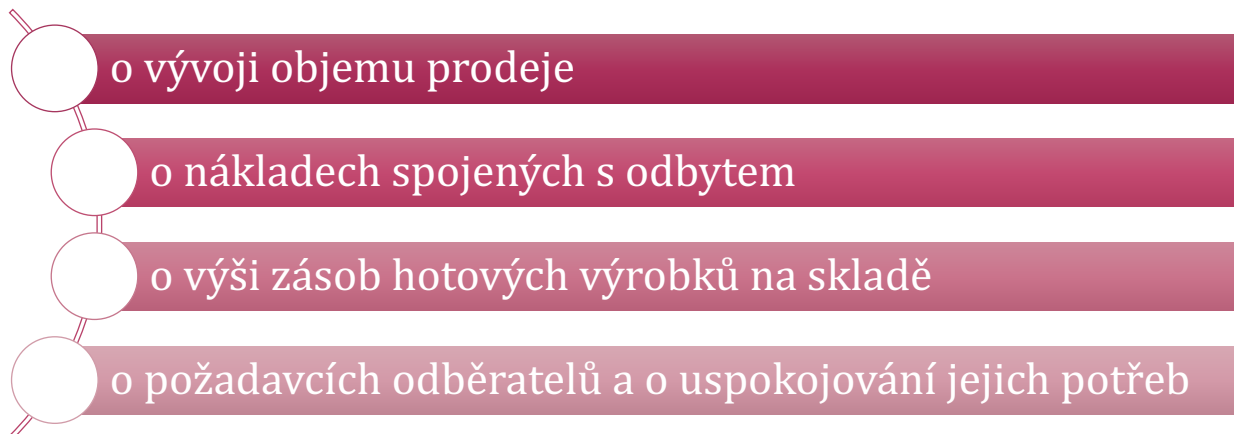 o vývoji objemu prodeje
o nákladech spojených s odbytem
o výši zásob hotových výrobků na skladě
o požadavcích odběratelů a o uspokojování jejich potřeb